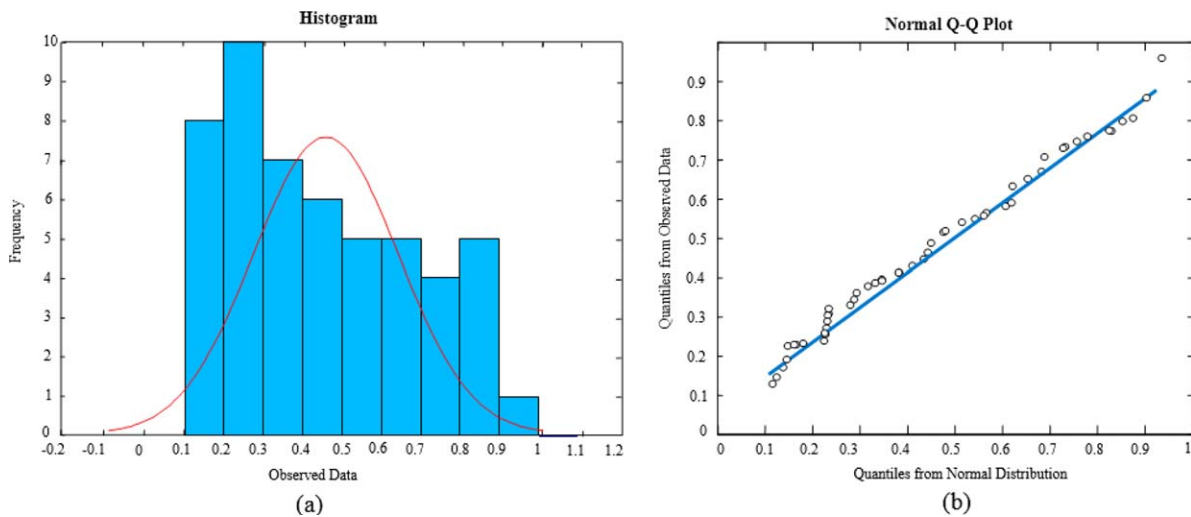 Histogram
Frequency
10
9
8
7
6
5
4
3
2
1
0
-0.2 -0.1 0 0.1 0.2 0.3 0.4 0.5 0.6 0.7 0.8 0.9 1 1.1 1.2
Observed Data
(a)
Normal Q-Q Plot
Quantiles from Observed Data
0.9
0.8
0.7
0.6
0.5
0.4
0.3
0.2
0.1
0
0 0.1 0.2 0.3 0.4 0.5 0.6 0.7 0.8 0.9 1
Quantiles from Normal Distribution
(b)